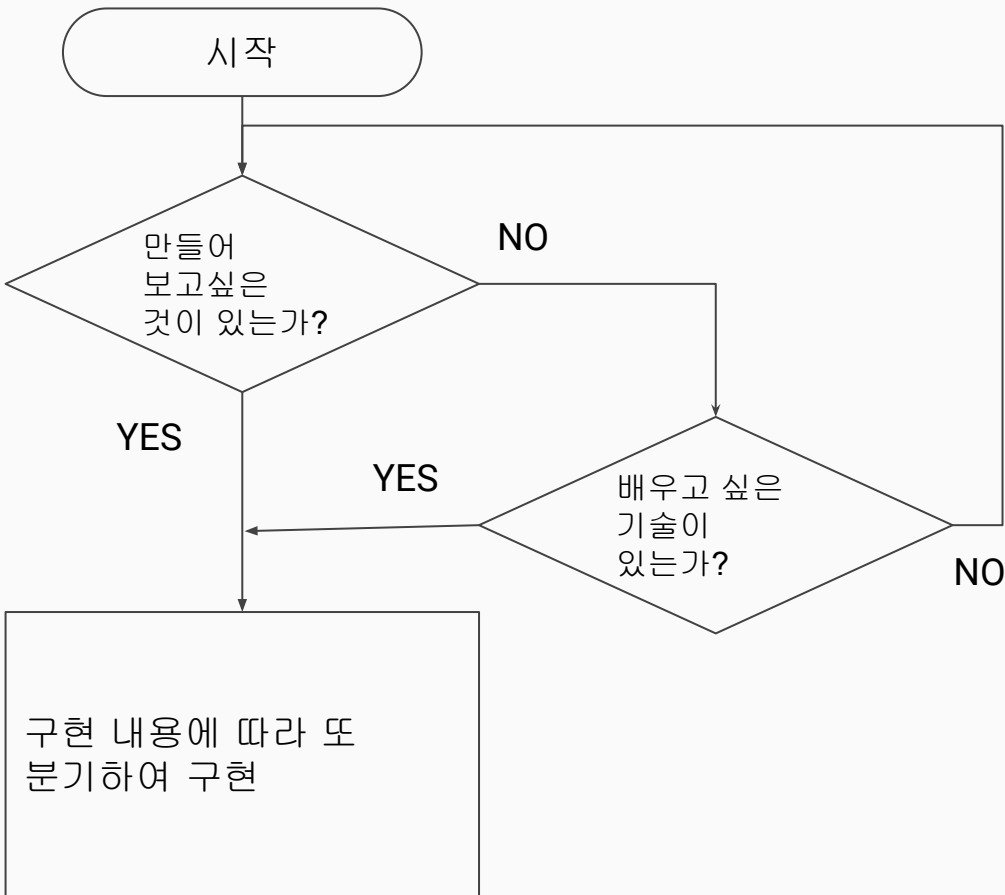 시작
만들어
보고싶은
것이 있는가?
NO
YES
YES
배우고 싶은
기술이
있는가?
NO
구현 내용에 따라 또
분기하여 구현